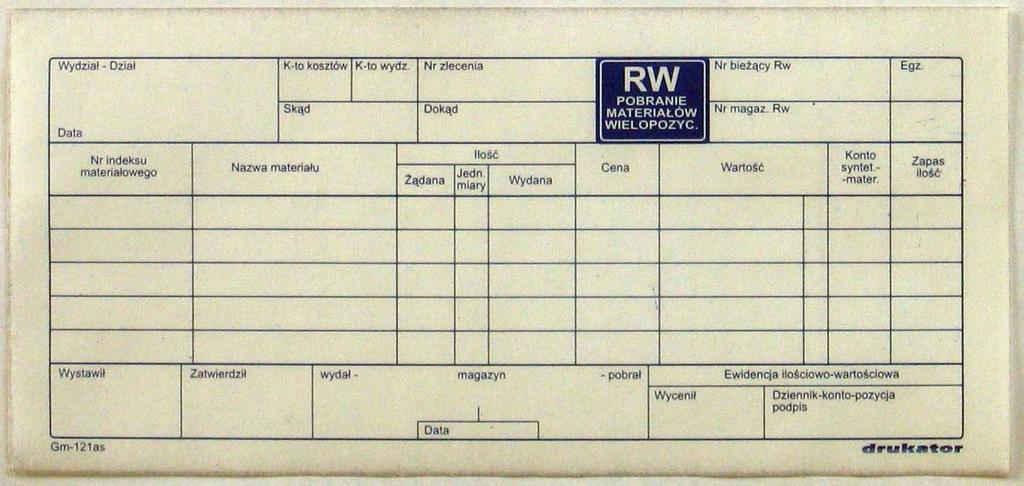 Wydział - Dział
K-to kosztów
K-to wydz.
Nr zlecenia
RW
POBRANIE
MATERIAŁÓW
WIELOPOZYC.
Nr bieżący Rw
Egz.
Data
Skąd
Dokąd
Nr magaz. Rw
Nr indeksu
materiałowego
Nazwa materiału
Ilość
Żądana
Jedn.
miary
Wydana
Cena
Wartość
Konto
syntet.-
-mater.
Zapas
ilość
Wystawił
Zatwierdził
wydał -
magazyn
- pobrał
Data
Ewidencja ilościowo-wartościowa
Wycenił
Dziennik-konto-pozycja
podpis
Gm-121as
drukator